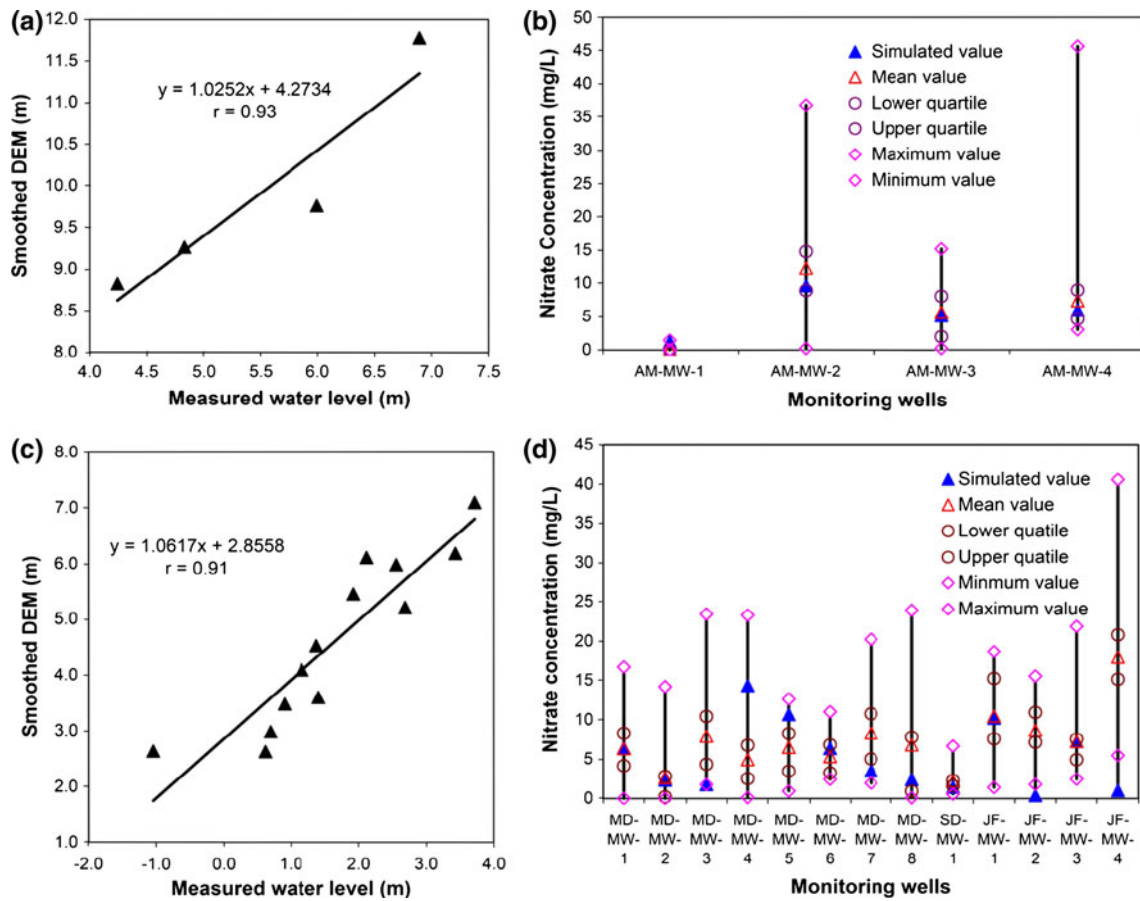 (a)
12.0
11.5
11.0
10.5
10.0
9.5
9.0
8.5
8.0
Smoothed DEM (m)
y = 1.0252x + 4.2734
r = 0.93
4.0 4.5 5.0 5.5 6.0 6.5 7.0 7.5
Measured water level (m)
(b)
50
45
40
35
30
25
20
15
10
5
0
Nitrate Concentration (mg/L)
Simulated value
Mean value
Lower quartile
Upper quartile
Maximum value
Minimum value
AM-MW-1 AM-MW-2 AM-MW-3 AM-MW-4
Monitoring wells
(c)
8.0
7.0
6.0
5.0
4.0
3.0
2.0
1.0
Smoothed DEM (m)
y = 1.0617x + 2.8558
r = 0.91
-2.0 -1.0 0.0 1.0 2.0 3.0 4.0
Measured water level (m)
(d)
45
40
35
30
25
20
15
10
5
0
Nitrate concentration (mg/L)
Simulated value
Mean value
Lower quatile
Upper quatile
Minmum value
Maximum value
MD- MD- MD- MD- MD- MD- MD- MD- SD- JF- JF- JF- JF-
MW- MW- MW- MW- MW- MW- MW- MW- MW- MW- MW- MW- MW-
1 2 3 4 5 6 7 8 1 1 2 3 4
Monitoring wells